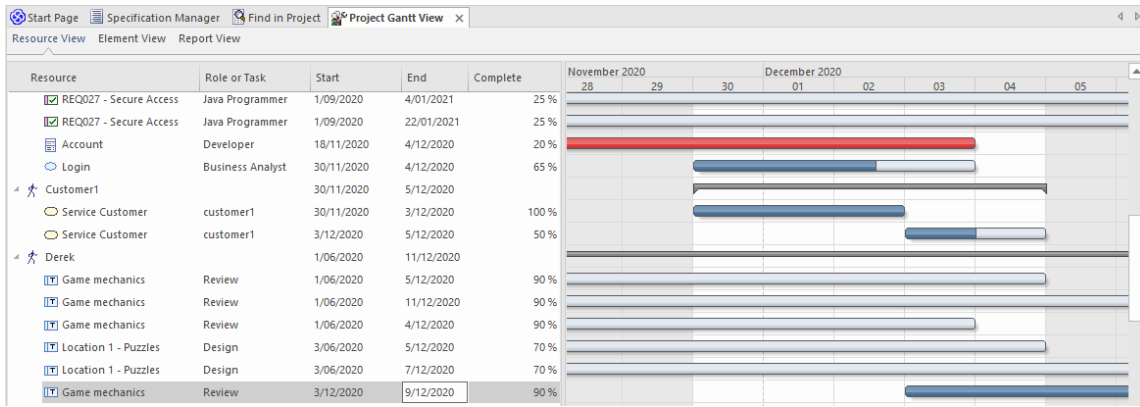 Start Page Specification Manager Find in Project Project Gantt View
Resource View Element View Report View
Resource Role or Task Start End Complete November 2020 December 2020
28 29 30 01 02 03 04 05
REQ027 - Secure Access Java Programmer 1/09/2020 4/01/2021 25 %
REQ027 - Secure Access Java Programmer 1/09/2020 22/01/2021 25 %
Account Developer 18/11/2020 4/12/2020 20 %
Login Business Analyst 30/11/2020 4/12/2020 65 %
Customer1 30/11/2020 5/12/2020
Service Customer customer1 30/11/2020 3/12/2020 100 %
Service Customer customer1 3/12/2020 5/12/2020 50 %
Derek 1/06/2020 11/12/2020
Game mechanics Review 1/06/2020 5/12/2020 90 %
Game mechanics Review 1/06/2020 11/12/2020 90 %
Game mechanics Review 1/06/2020 4/12/2020 90 %
Location 1 - Puzzles Design 3/06/2020 5/12/2020 70 %
Location 1 - Puzzles Design 3/06/2020 7/12/2020 70 %
Game mechanics Review 3/12/2020 9/12/2020 90 %